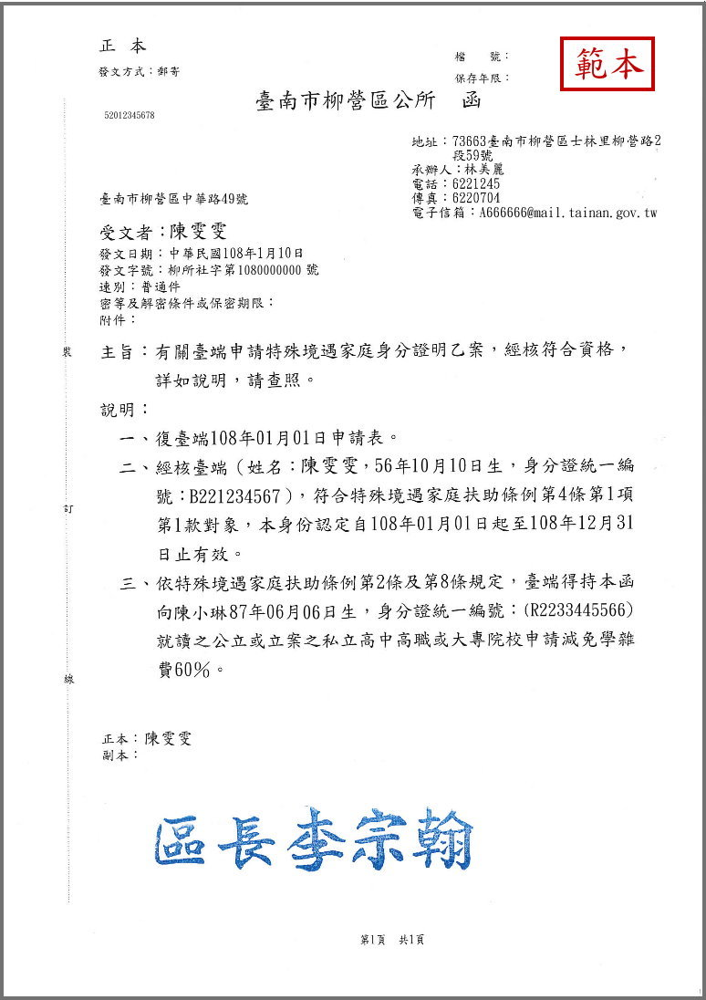 正本
發文方式：郵寄
檔　　號：
保存年限：
範本
臺南市柳營區公所　函
52012345678
地址：73663臺南市柳營區士林里柳營路2
段59號
承辦人：林美麗
電話：6221245
傳真：6220704
電子信箱：A666666@mail.tainan.gov.tw
臺南市柳營區中華路49號
受文者：陳雯雯
發文日期：中華民國108年1月10日
發文字號：柳所社字第1080000000 號
速別：普通件
密等及解密條件或保密期限：
附件：
主旨：有關臺端申請特殊境遇家庭身分證明乙案，經核符合資格，
詳如說明，請查照。
說明：
一、復臺端108年01月01日申請表。
二、經核臺端（姓名：陳雯雯，56年10月10日生，身分證統一編
號：B221234567），符合特殊境遇家庭扶助條例第4條第1項
第1款對象，本身份認定自108年01月01日起至108年12月31
日止有效。
三、依特殊境遇家庭扶助條例第2條及第8條規定，臺端得持本函
向陳小琳87年06月06日生，身分證統一編號：(R2233445566)
就讀之公立或立案之私立高中高職或大專院校申請減免學雜
費60%。
裝
訂
線
正本：陳雯雯
副本：
區長李宗翰
第1頁　共1頁